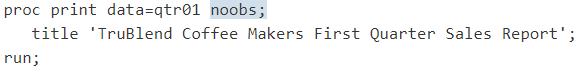 proc print data=qtr01 noobs;
   title 'TruBlend Coffee Makers First Quarter Sales Report';
run;